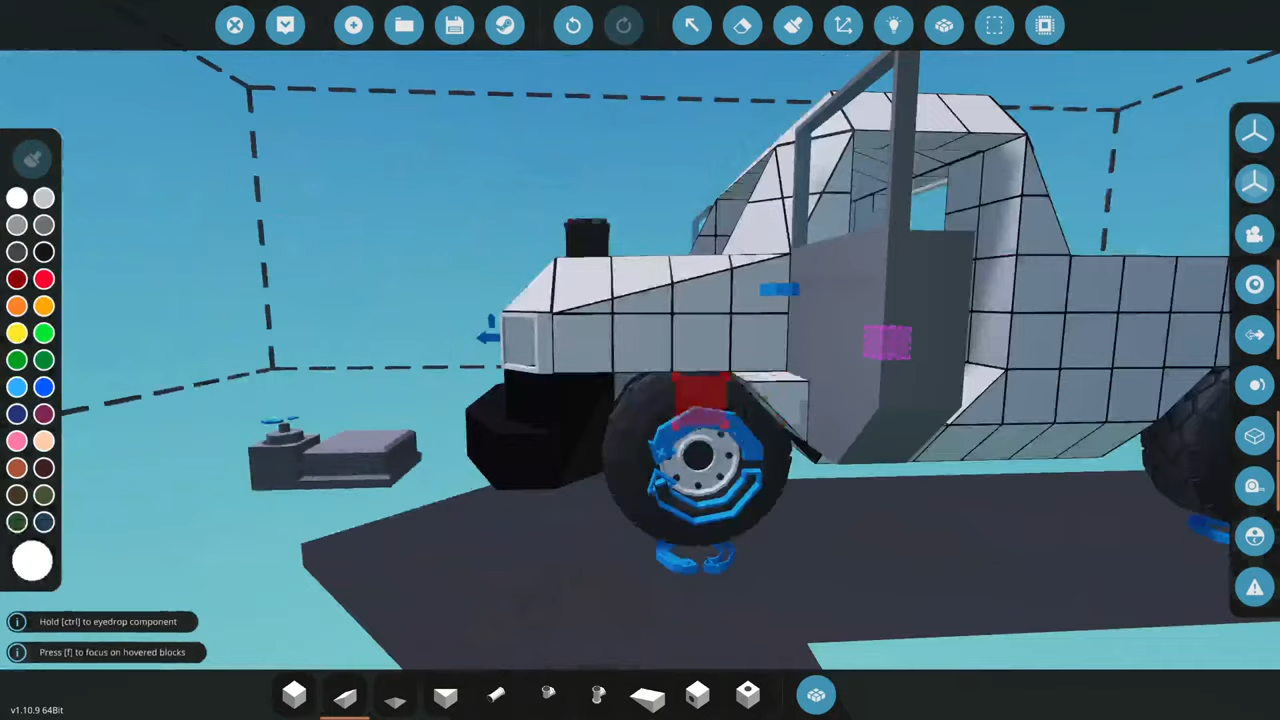 Hold [ctrl] to eyedrop component
Press [f] to focus on hovered blocks
v1.10.9 64Bit